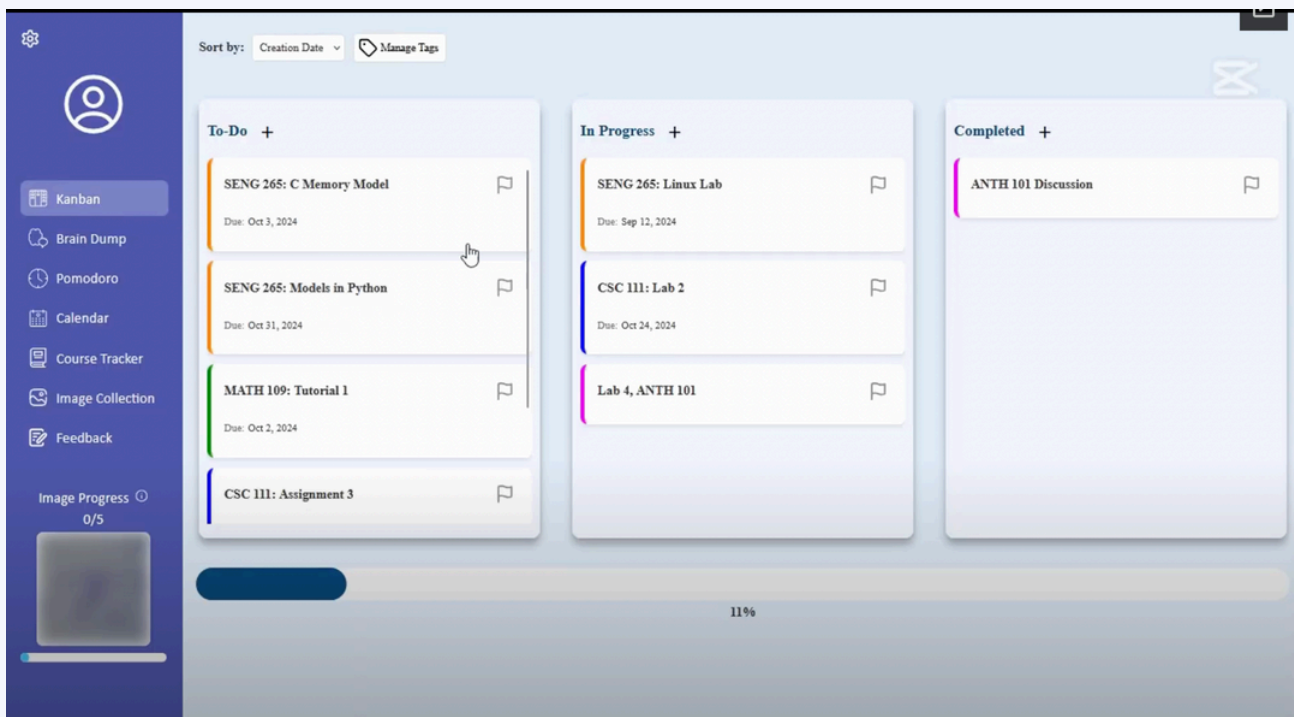 Sort by: Creation Date Manage Tags
Kanban
Brain Dump
Pomodoro
Calendar
Course Tracker
Image Collection
Feedback
Image Progress
0/5
To-Do +
SENG 265: C Memory Model
Due: Oct 3, 2024
SENG 265: Models in Python
Due: Oct 31, 2024
MATH 109: Tutorial 1
Due: Oct 2, 2024
CSC 111: Assignment 3
In Progress +
SENG 265: Linux Lab
Due: Sep 12, 2024
CSC 111: Lab 2
Due: Oct 24, 2024
Lab 4, ANTH 101
Completed +
ANTH 101 Discussion
11%